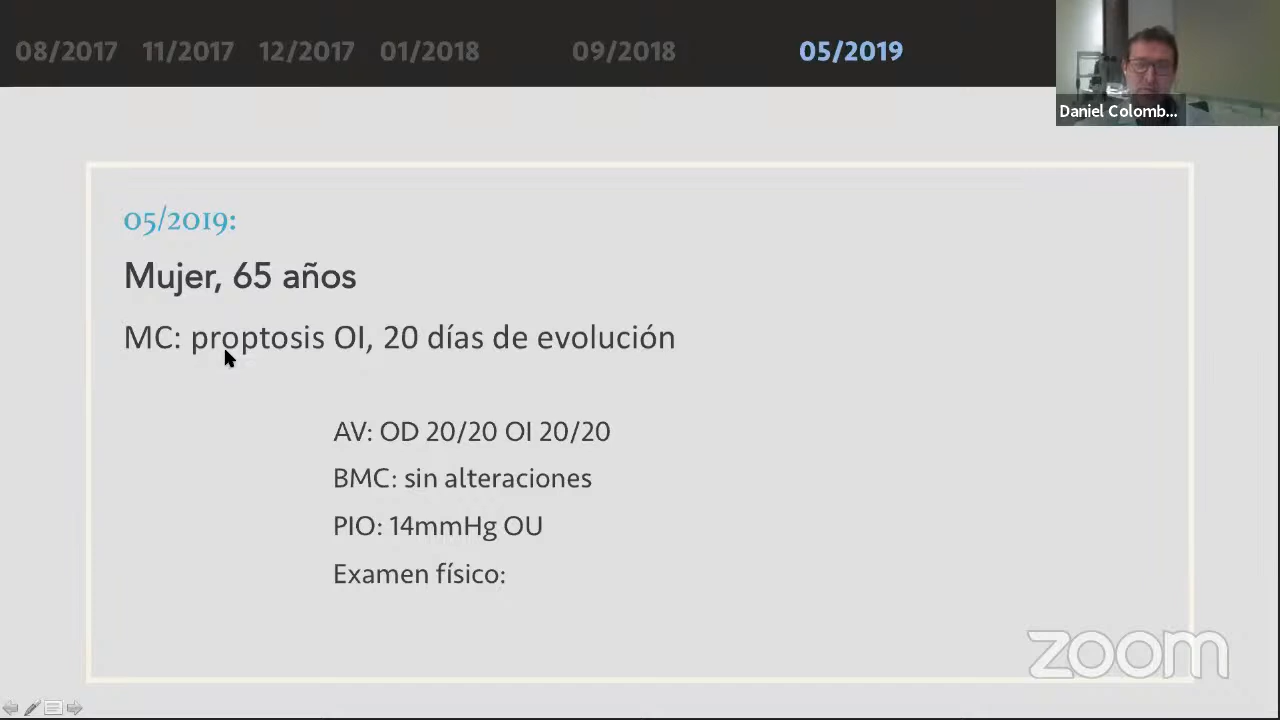 08/2017 11/2017 12/2017 01/2018 09/2018 05/2019
Daniel Colomb...
05/2019:
Mujer, 65 años
MC: proptosis OI, 20 días de evolución
AV: OD 20/20 OI 20/20
BMC: sin alteraciones
PIO: 14mmHg OU
Examen físico:
zoom